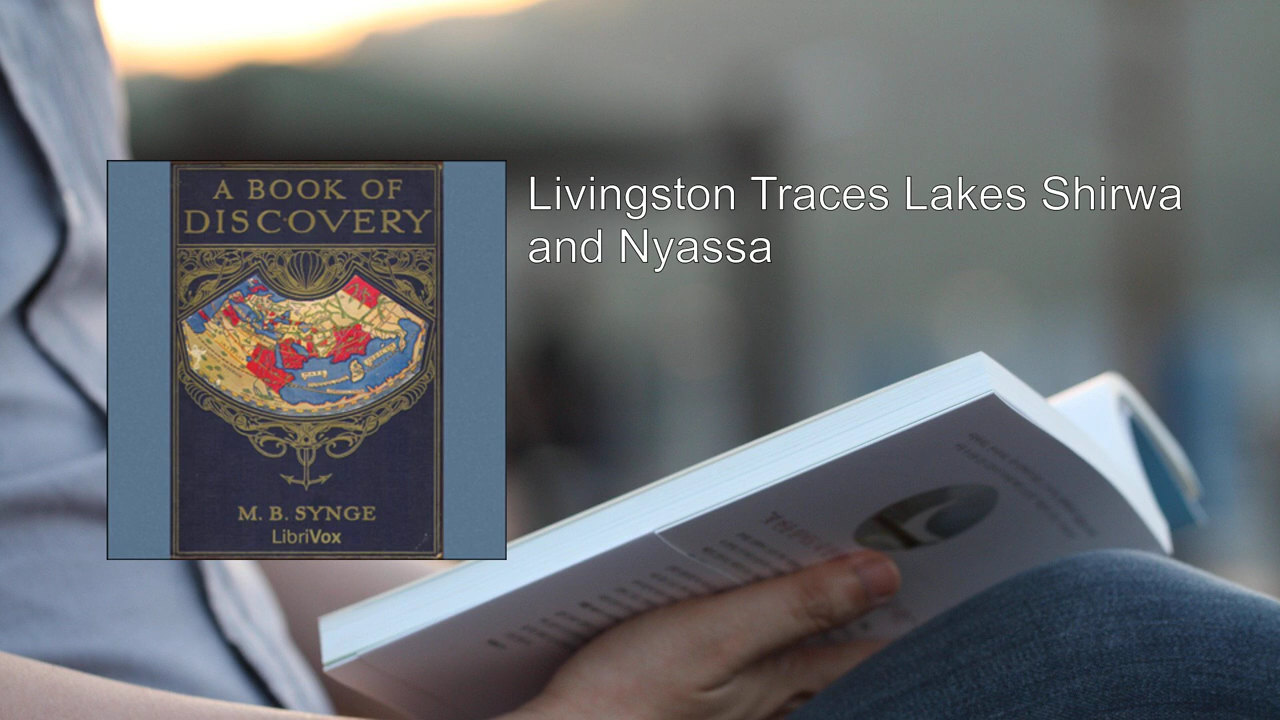 A BOOK OF
DISCOVERY
M. B. SYNGE
LibriVox
Livingston Traces Lakes Shirwa
and Nyassa